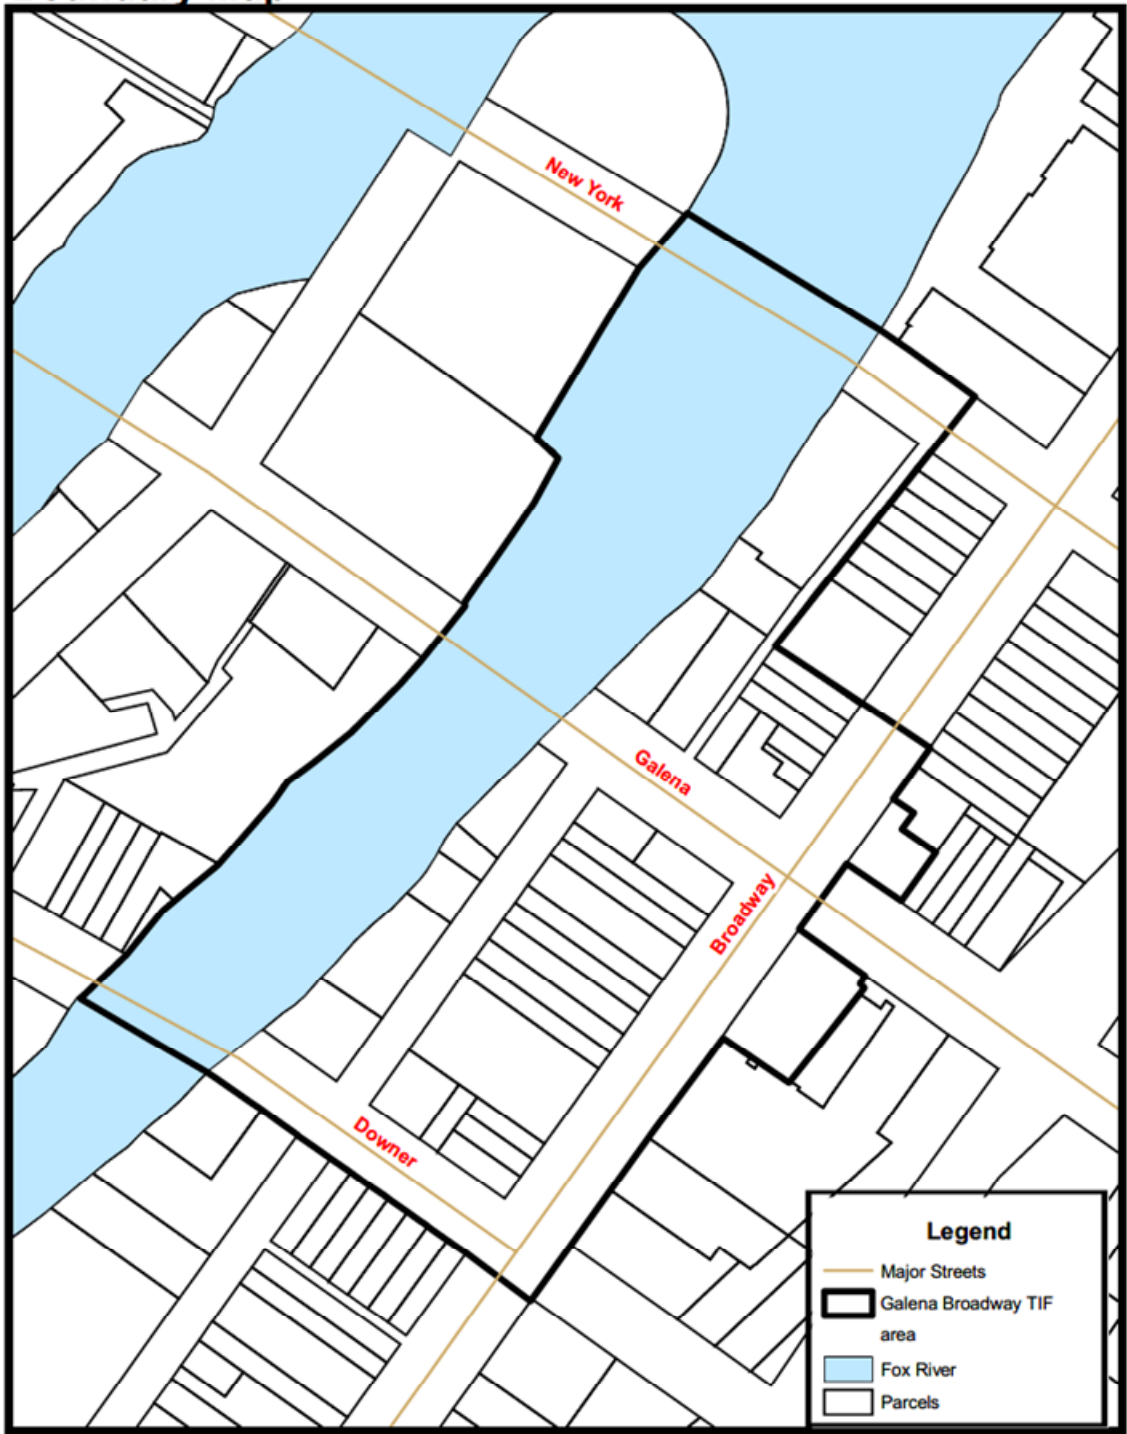 New York
Galena
Broadway
Downer
Legend
Major Streets
Galena Broadway TIF
area
Fox River
Parcels